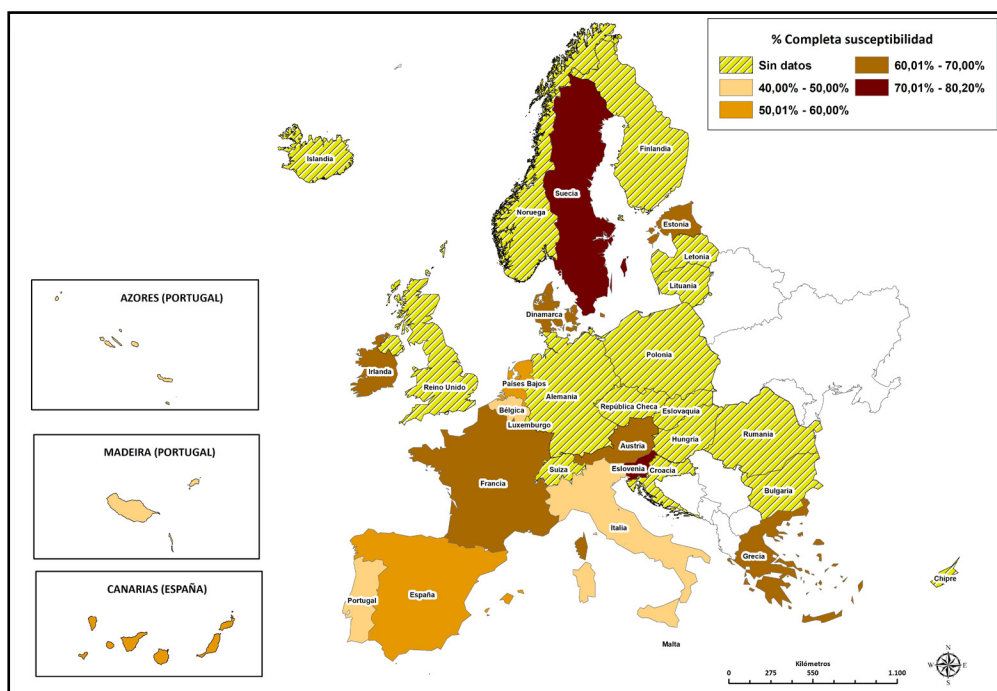 % Completa susceptibilidad
Sin datos
40,00% - 50,00%
50,01% - 60,00%
60,01% - 70,00%
70,01% - 80,20%
Islandia
Finlandia
Suecia
Noruega
Estonia
Letonia
Lituania
AZORES (PORTUGAL)
Dinamarca
Irlanda
Reino Unido
Países Bajos
Polonia
Alemania
Bélgica
República Checa
Eslovaquia
Luxemburgo
Austria
Hungria
Rumania
MADEIRA (PORTUGAL)
Suiza
Eslovenia
Croacia
Francia
Bulgaria
Italia
Grecia
CANARIAS (ESPAÑA)
Chipre
Portugal
España
Malta
Kilómetros
0 275 550 1.100
N
W E
S